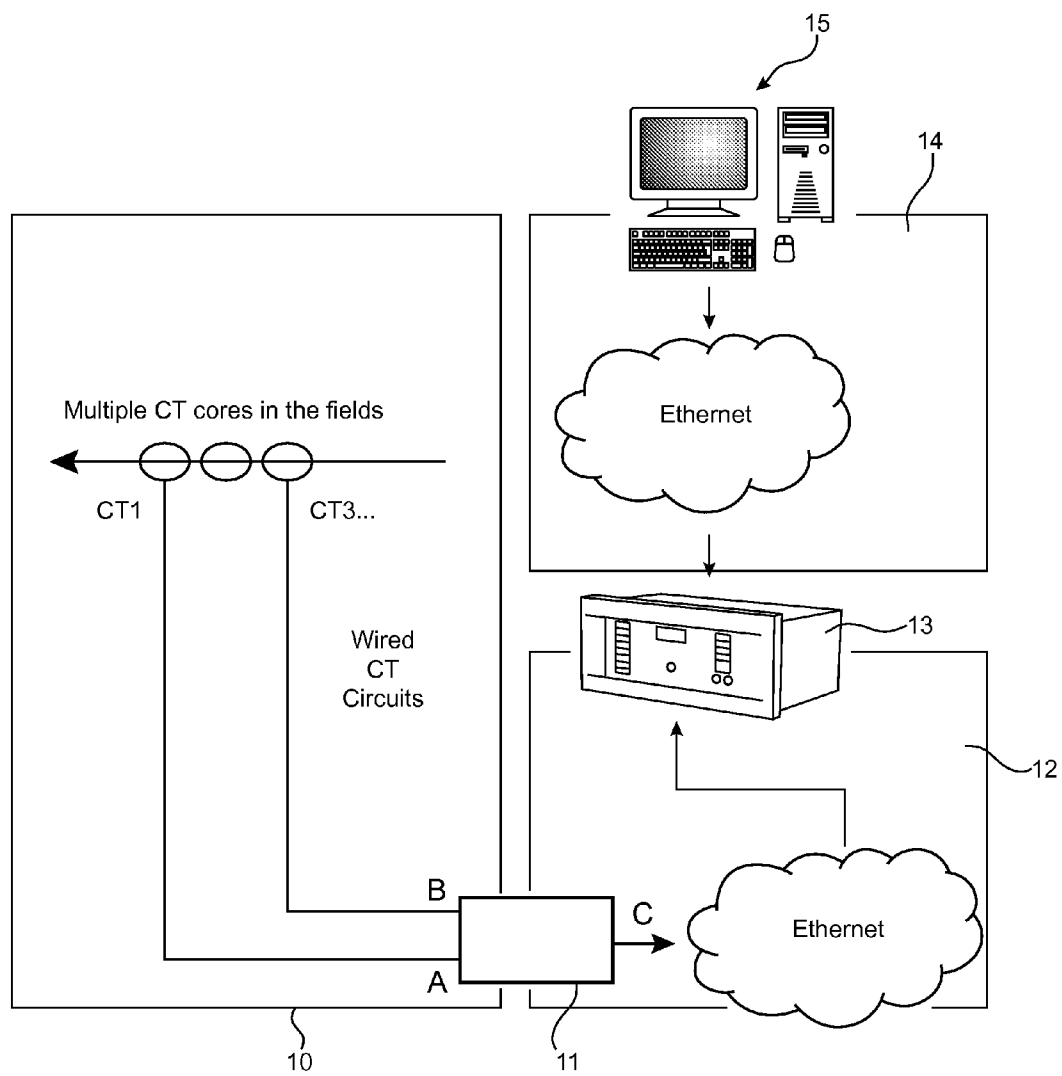 15
14
Multiple CT cores in the fields
CT1
CT3...
Ethernet
13
Wired
CT
Circuits
12
B
C
Ethernet
A
10
11